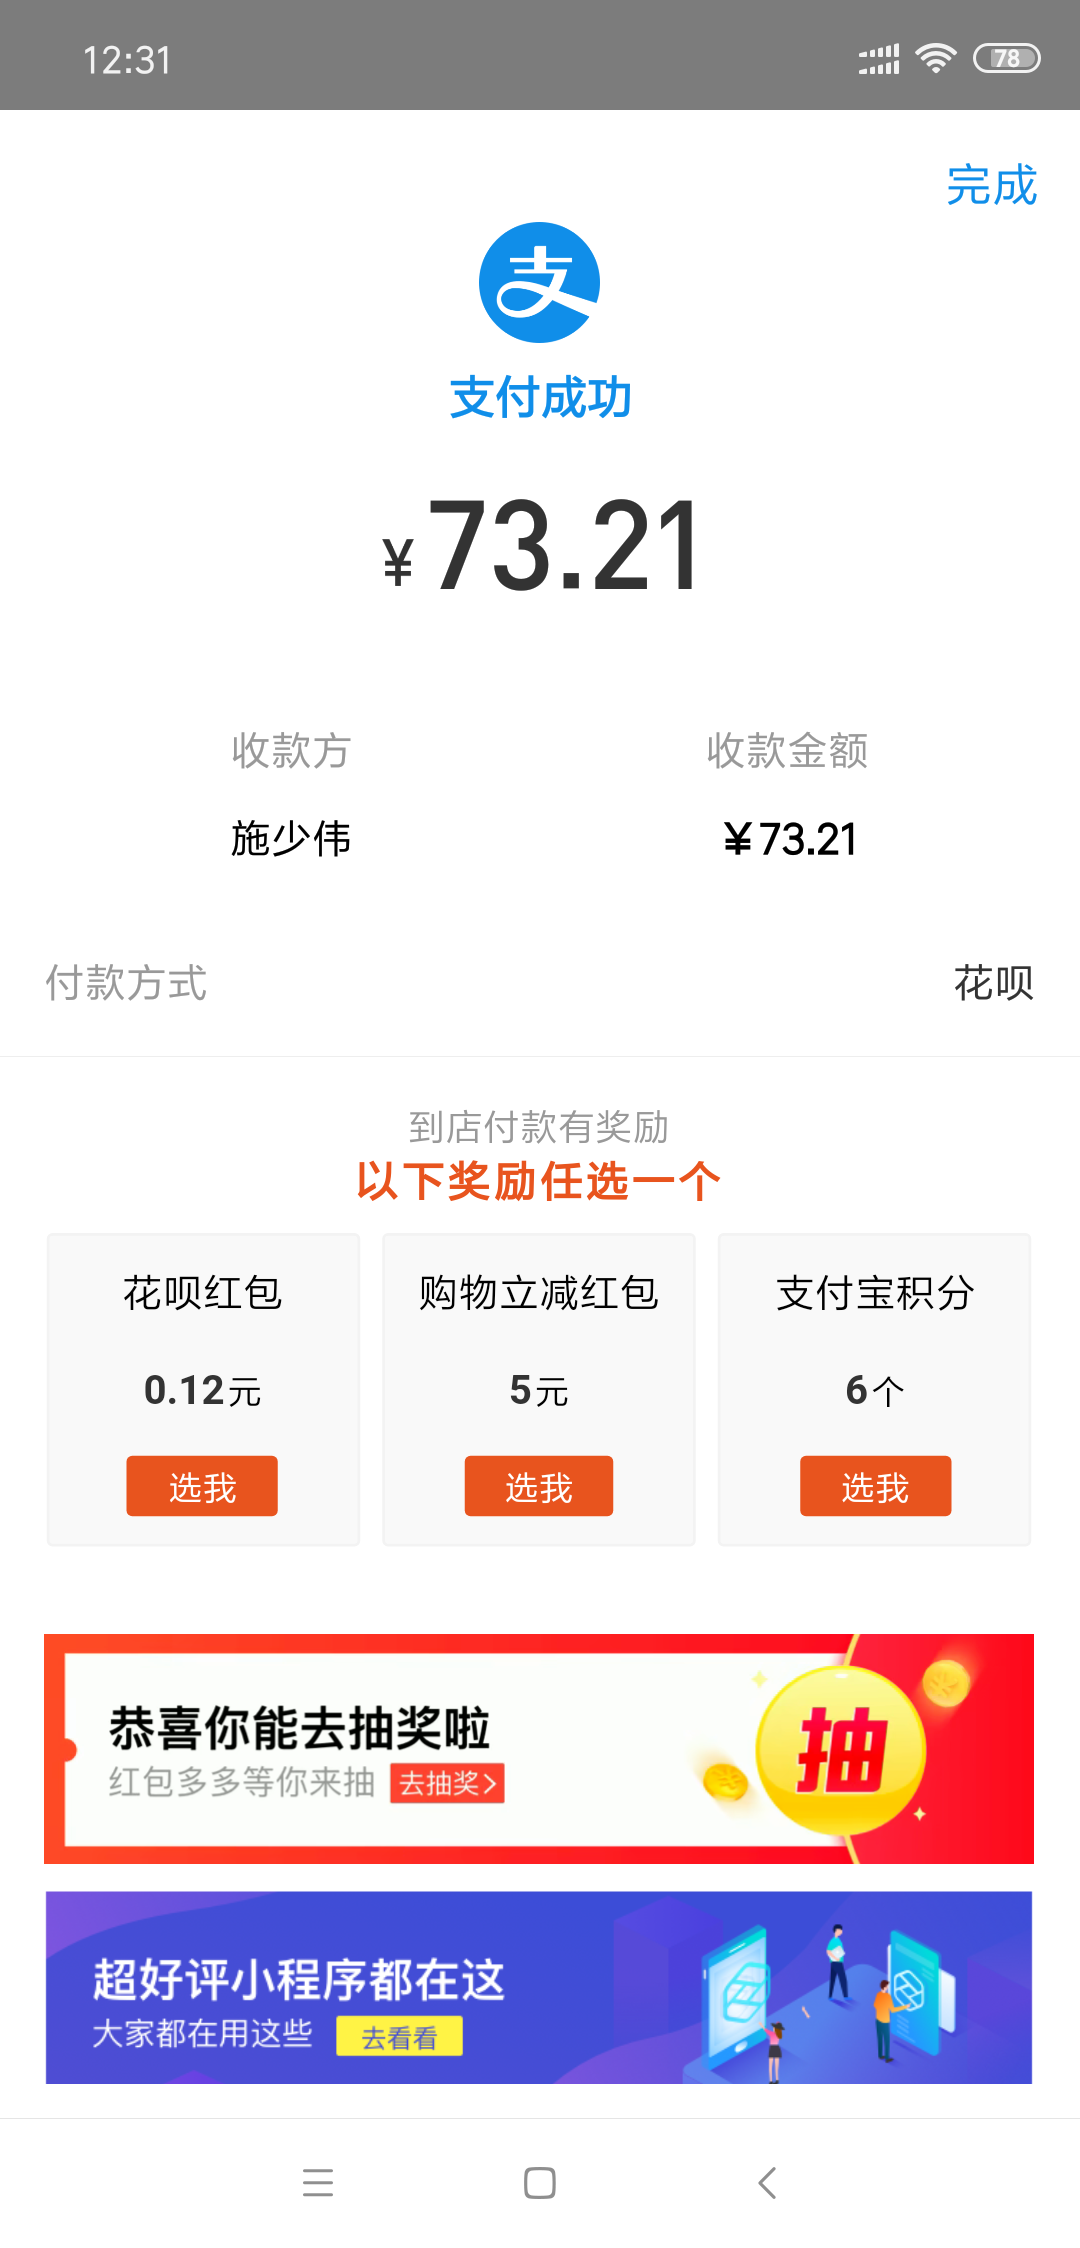 12:31
78
完成
支
支付成功
¥73.21
收款方 收款金额
施少伟 ¥73.21
付款方式 花呗
到店付款有奖励
以下奖励任选一个
花呗红包 购物立减红包 支付宝积分
0.12元 5元 6个
选我 选我 选我
恭喜你能去抽奖啦
红包多多等你来抽 去抽奖>
抽
超好评小程序都在这
大家都在用这些 去看看